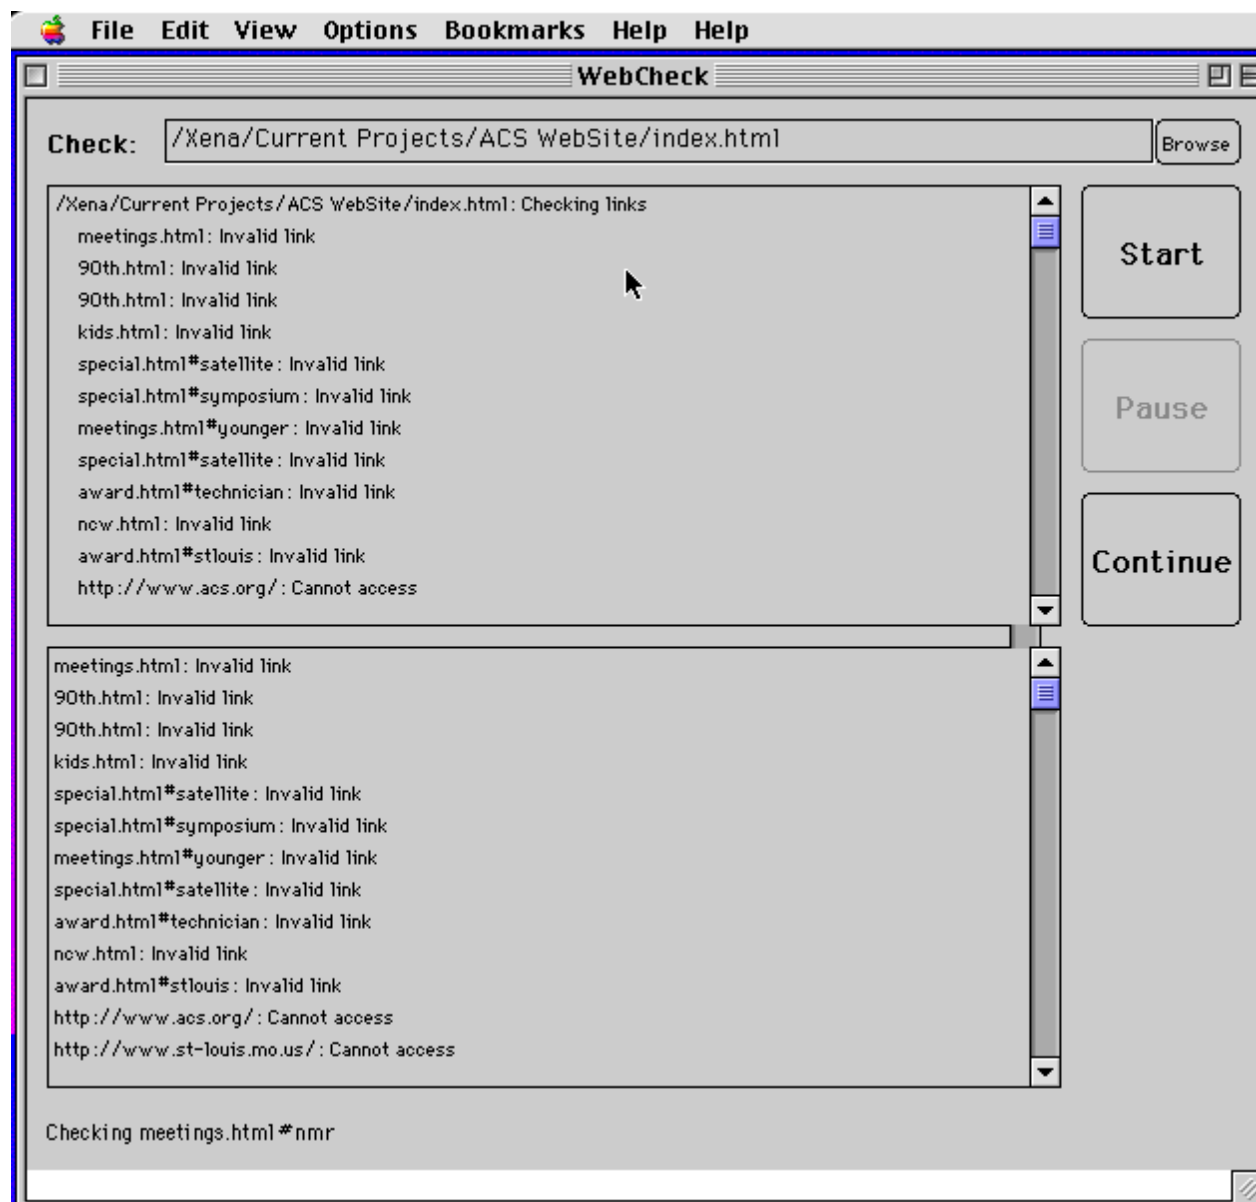 File Edit View Options Bookmarks Help Help
WebCheck
Check: /Xena/Current Projects/ACS WebSite/index.html Browse
/Xena/Current Projects/ACS WebSite/index.html: Checking links
meetings.html: Invalid link
90th.html: Invalid link
90th.html: Invalid link
kids.html: Invalid link
special.html#satellite: Invalid link
special.html#symposium: Invalid link
meetings.html#younger: Invalid link
special.html#satellite: Invalid link
award.html#technician: Invalid link
ncw.html: Invalid link
award.html#stlouis: Invalid link
http://www.acs.org/: Cannot access
Start
Pause
Continue
meetings.html: Invalid link
90th.html: Invalid link
90th.html: Invalid link
kids.html: Invalid link
special.html#satellite: Invalid link
special.html#symposium: Invalid link
meetings.html#younger: Invalid link
special.html#satellite: Invalid link
award.html#technician: Invalid link
ncw.html: Invalid link
award.html#stlouis: Invalid link
http://www.acs.org/: Cannot access
http://www.st-louis.mo.us/: Cannot access
Checking meetings.html#nmr